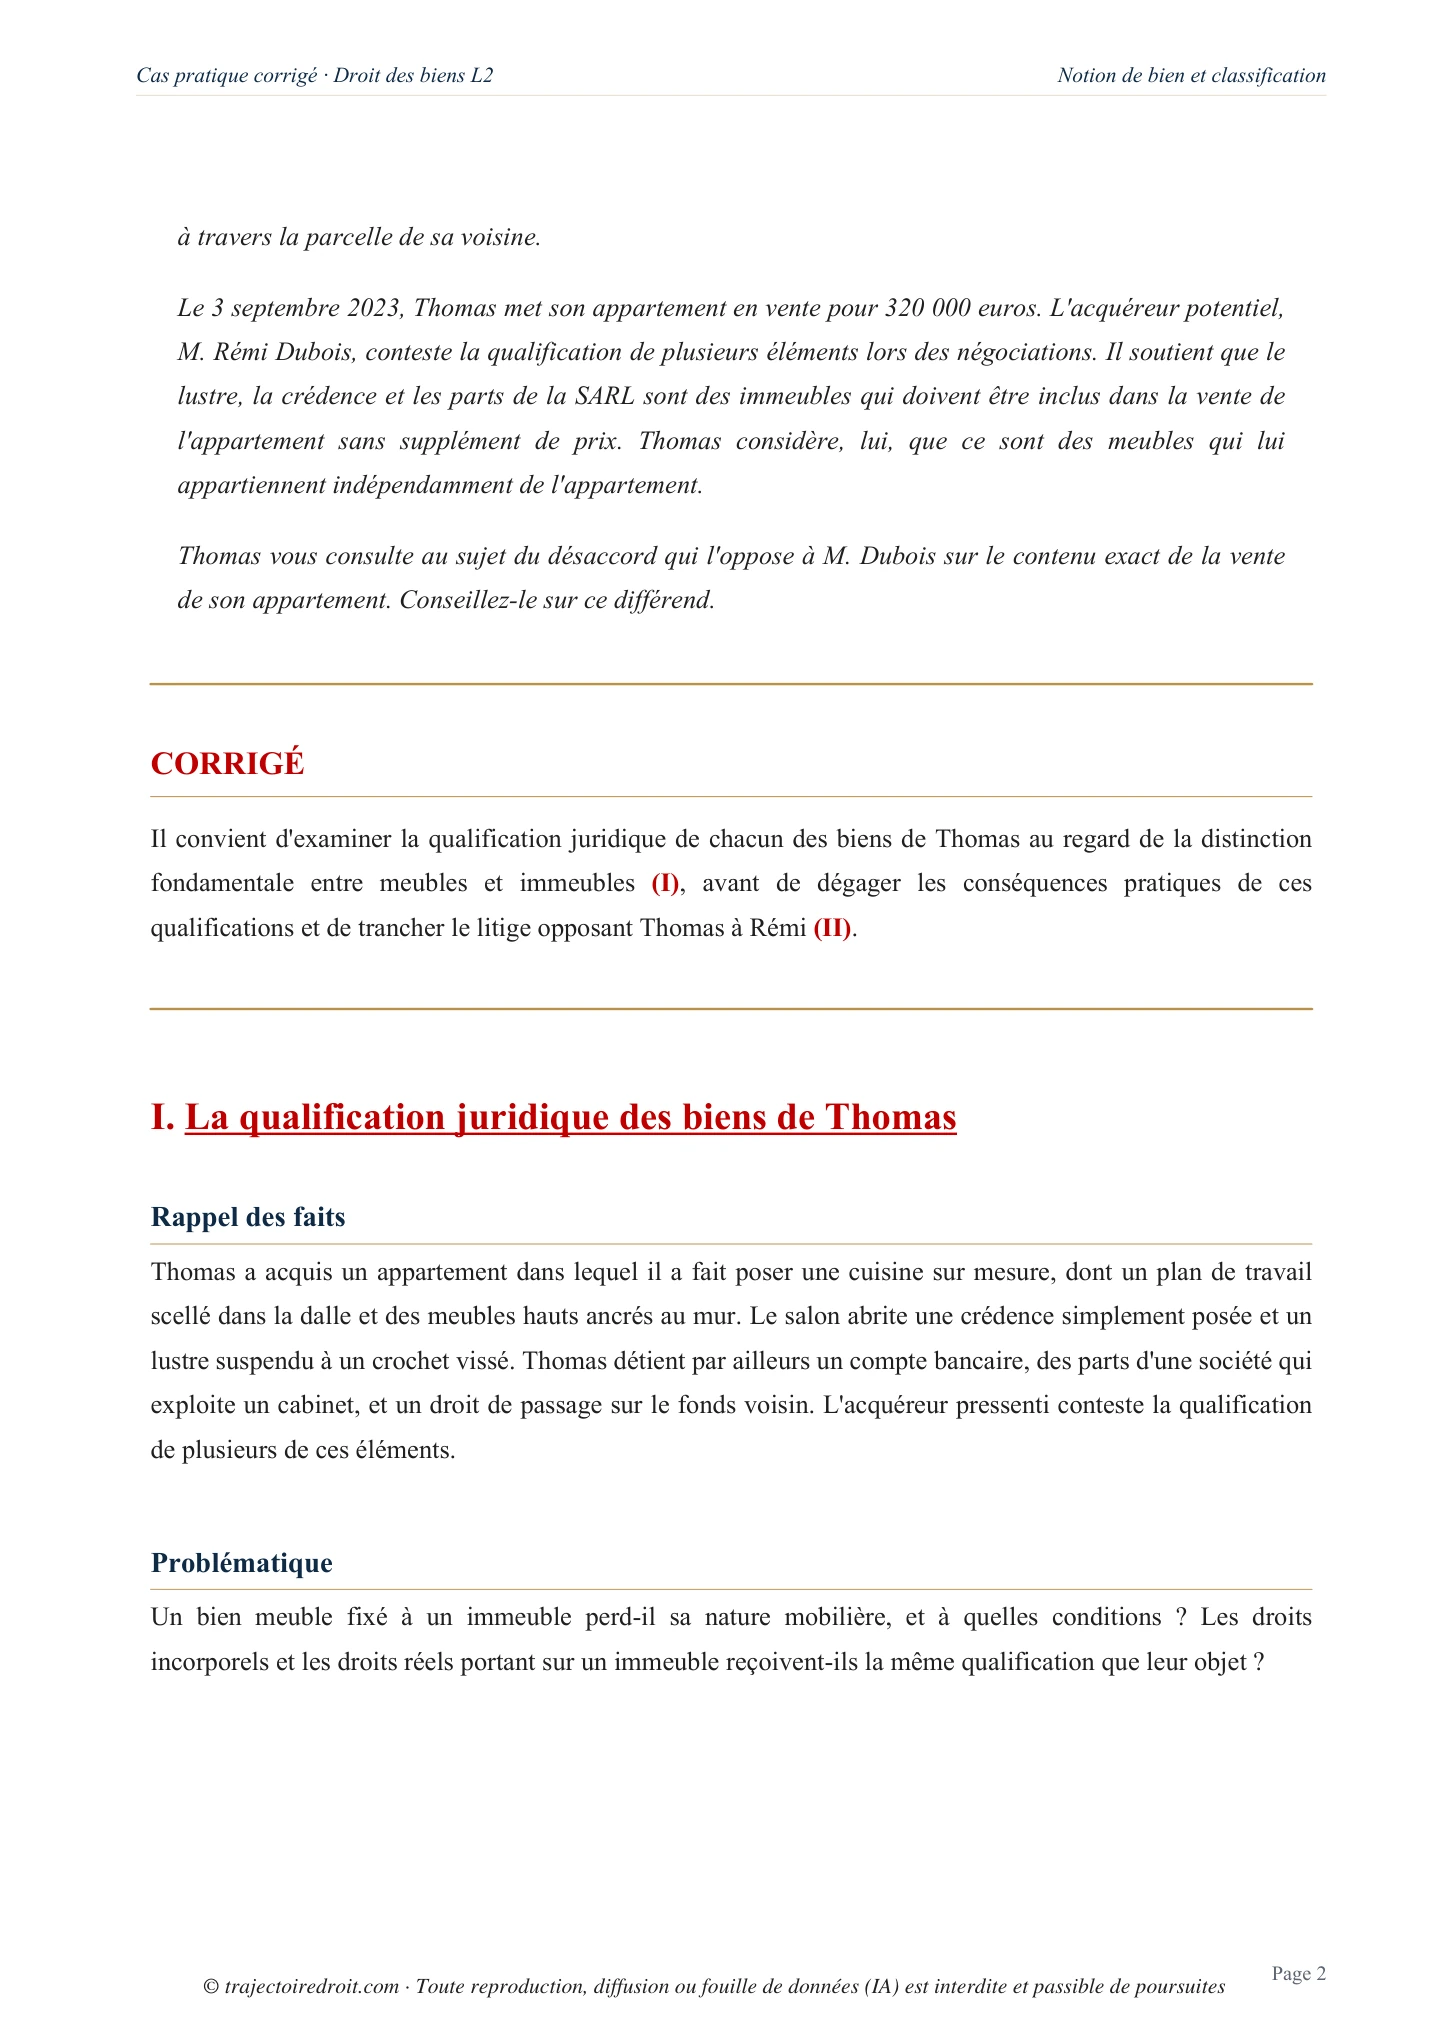 Cas pratique corrigé · Droit des biens L2
Notion de bien et classification
à travers la parcelle de sa voisine.
Le 3 septembre 2023, Thomas met son appartement en vente pour 320 000 euros. L'acquéreur potentiel,
M. Rémi Dubois, conteste la qualification de plusieurs éléments lors des négociations. Il soutient que le
lustre, la crédence et les parts de la SARL sont des immeubles qui doivent être inclus dans la vente de
l'appartement sans supplément de prix. Thomas considère, lui, que ce sont des meubles qui lui
appartiennent indépendamment de l'appartement.
Thomas vous consulte au sujet du désaccord qui l'oppose à M. Dubois sur le contenu exact de la vente
de son appartement. Conseillez-le sur ce différend.
CORRIGÉ
Il convient d'examiner la qualification juridique de chacun des biens de Thomas au regard de la distinction
fondamentale entre meubles et immeubles (I), avant de dégager les conséquences pratiques de ces
qualifications et de trancher le litige opposant Thomas à Rémi (II).
I. La qualification juridique des biens de Thomas
Rappel des faits
Thomas a acquis un appartement dans lequel il a fait poser une cuisine sur mesure, dont un plan de travail
scellé dans la dalle et des meubles hauts ancrés au mur. Le salon abrite une crédence simplement posée et un
lustre suspendu à un crochet vissé. Thomas détient par ailleurs un compte bancaire, des parts d'une société qui
exploite un cabinet, et un droit de passage sur le fonds voisin. L'acquéreur pressenti conteste la qualification
de plusieurs de ces éléments.
Problématique
Un bien meuble fixé à un immeuble perd-il sa nature mobilière, et à quelles conditions ? Les droits
incorporels et les droits réels portant sur un immeuble reçoivent-ils la même qualification que leur objet ?
© trajectoiredroit.com · Toute reproduction, diffusion ou fouille de données (IA) est interdite et passible de poursuites
Page 2